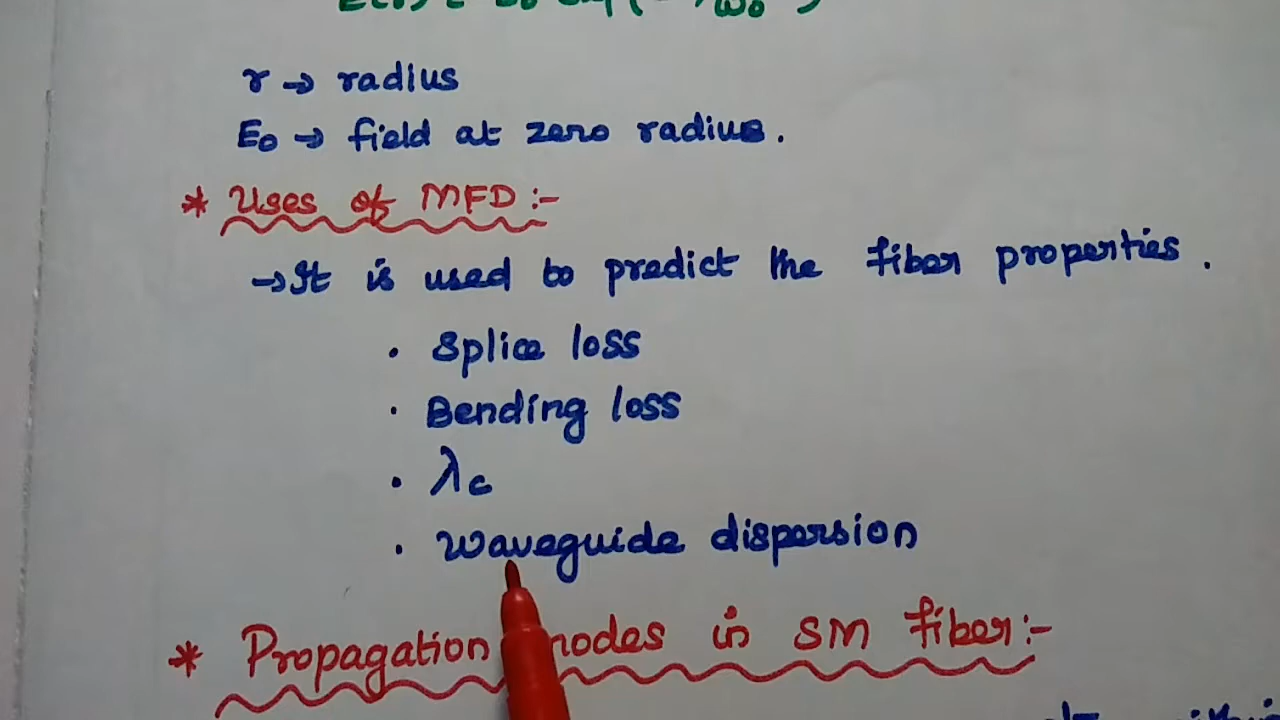 r → radius
E₀ → field at zero radius.
* Uses of MFD:-
→ It is used to predict the fiber properties.
. Splice loss
. Bending loss
. λc
. Waveguide dispersion
* Propagation modes in SM fiber:-